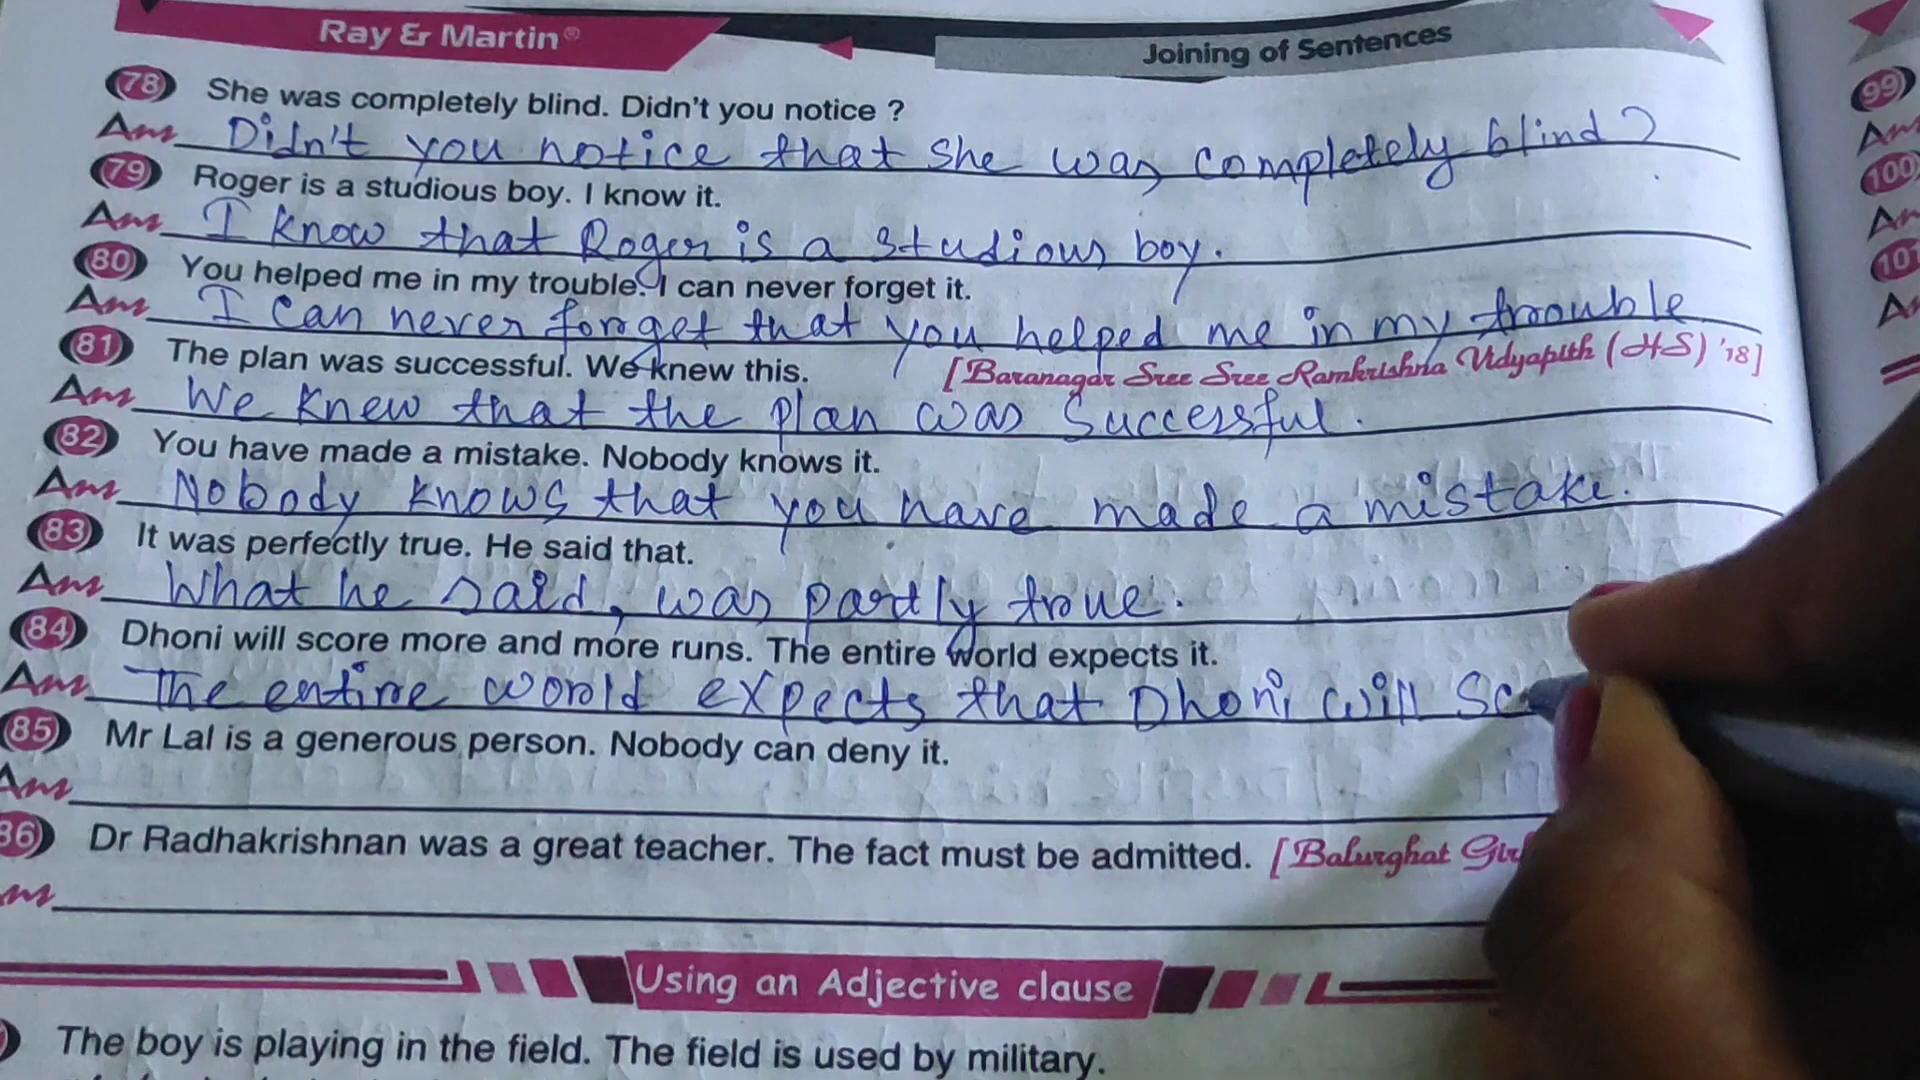 Ray & Martin®
Joining of Sentences
78 She was completely blind. Didn't you notice ?
Ans Didn't you notice that she was completely blind?
79 Roger is a studious boy. I know it.
Ans I know that Roger is a studious boy.
80 You helped me in my trouble. I can never forget it.
Ans I can never forget that you helped me in my trouble
81 The plan was successful. We knew this. [Baranagar Sree Sree Ramkrishna Vidyapith (HS) '18]
Ans We knew that the plan was successful.
82 You have made a mistake. Nobody knows it.
Ans Nobody knows that you have made a mistake.
83 It was perfectly true. He said that.
Ans What he said, was partly true.
84 Dhoni will score more and more runs. The entire world expects it.
Ans The entire world expects that Dhoni will Sc
85 Mr Lal is a generous person. Nobody can deny it.
Ans
86 Dr Radhakrishnan was a great teacher. The fact must be admitted. [Balurghat Girl
Ans
Using an Adjective clause
The boy is playing in the field. The field is used by military.
99
An
100
An
101
An